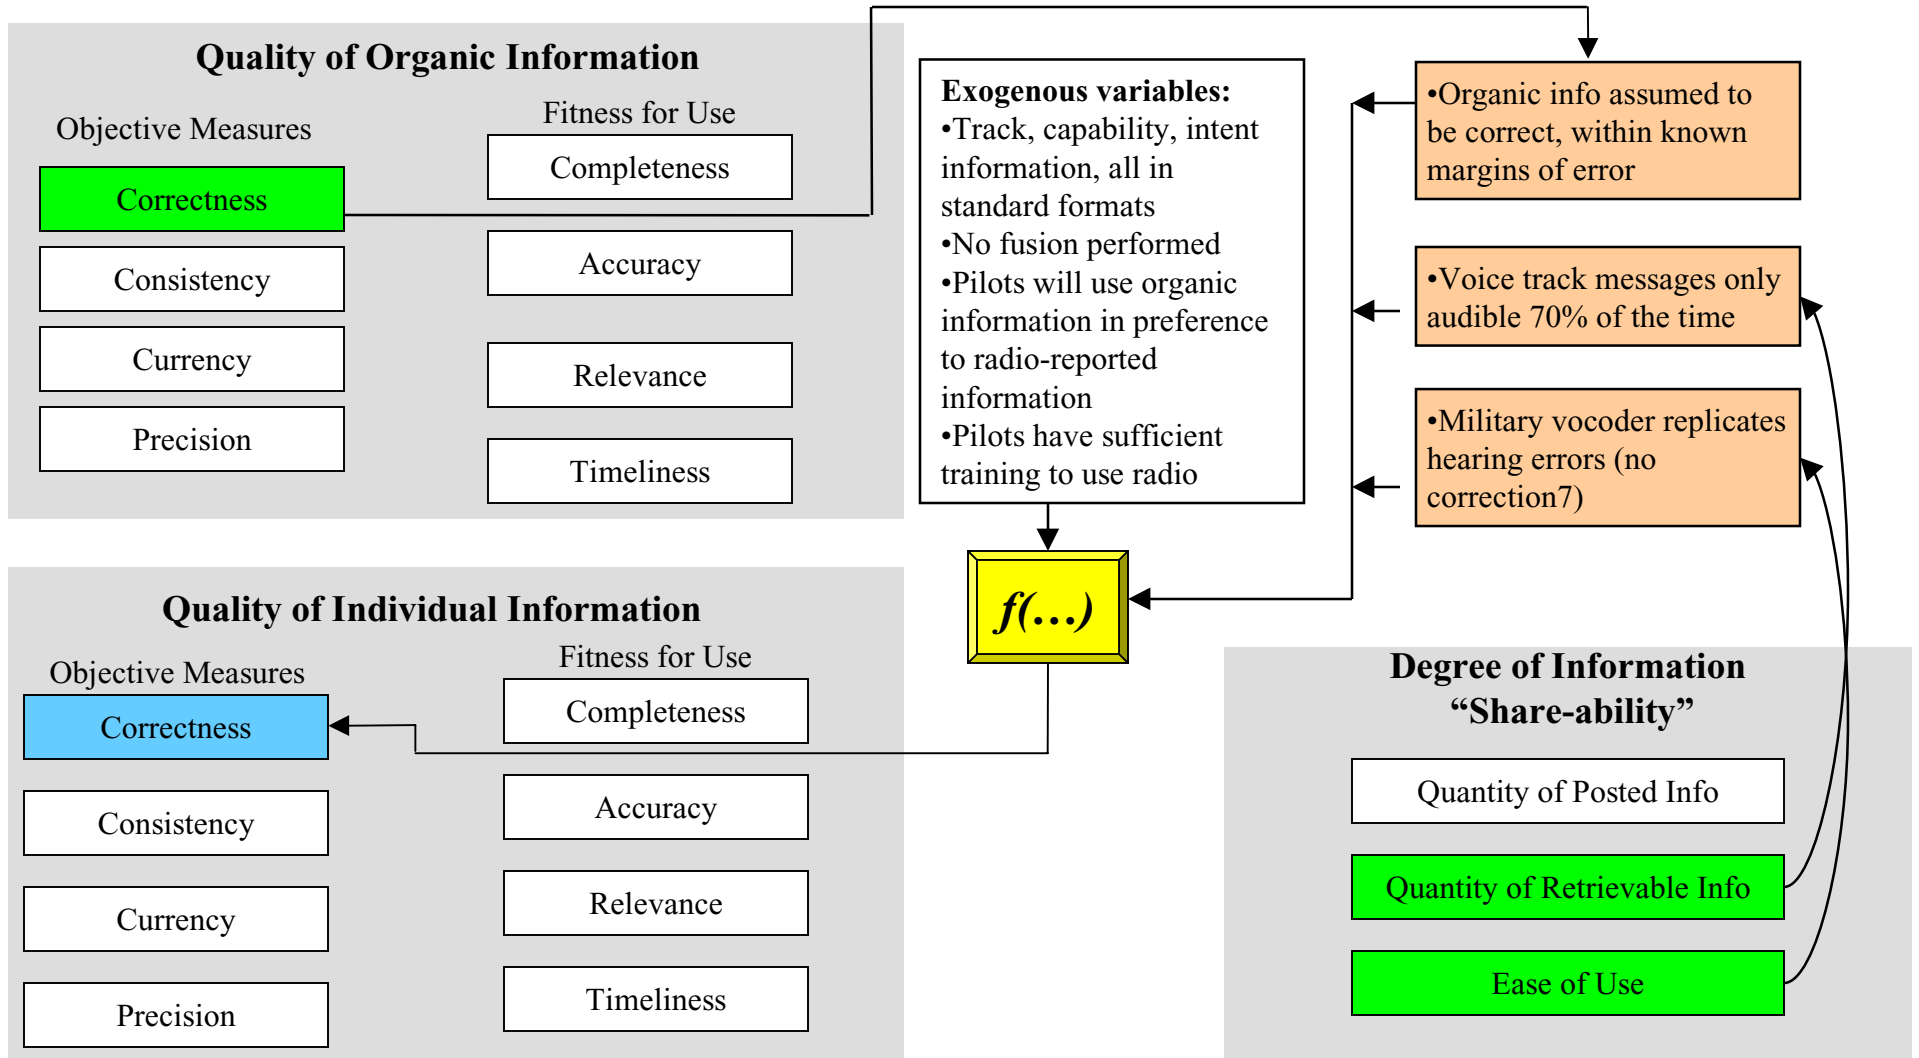 Quality of Organic Information
Objective Measures
Correctness
Consistency
Currency
Precision
Fitness for Use
Completeness
Accuracy
Relevance
Timeliness
Exogenous variables:
•Track, capability, intent
information, all in
standard formats
•No fusion performed
•Pilots will use organic
information in preference
to radio-reported
information
•Pilots have sufficient
training to use radio
•Organic info assumed to
be correct, within known
margins of error
•Voice track messages only
audible 70% of the time
•Military vocoder replicates
hearing errors (no
correction7)
f(…)
Quality of Individual Information
Objective Measures
Correctness
Consistency
Currency
Precision
Fitness for Use
Completeness
Accuracy
Relevance
Timeliness
Degree of Information
“Share-ability”
Quantity of Posted Info
Quantity of Retrievable Info
Ease of Use